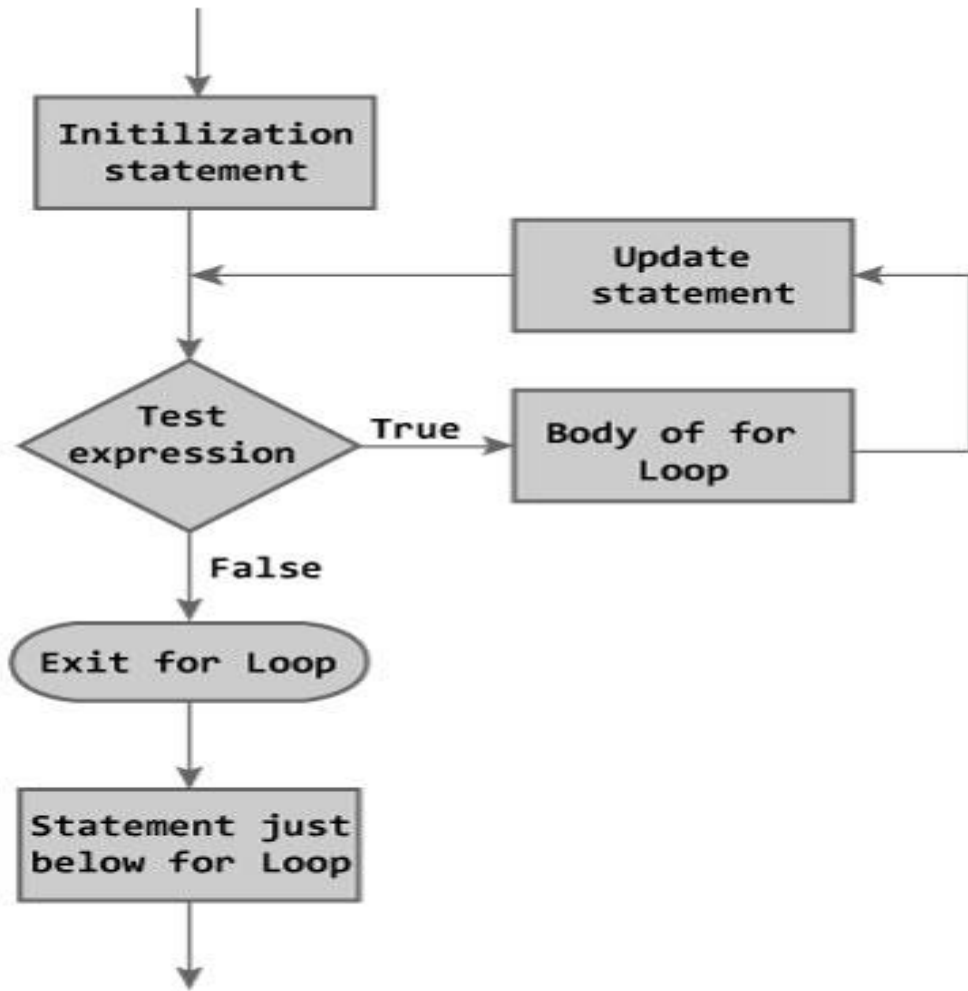 Initilization
statement
Update
statement
Test
expression
True
Body of for
Loop
False
Exit for Loop
Statement just
below for Loop